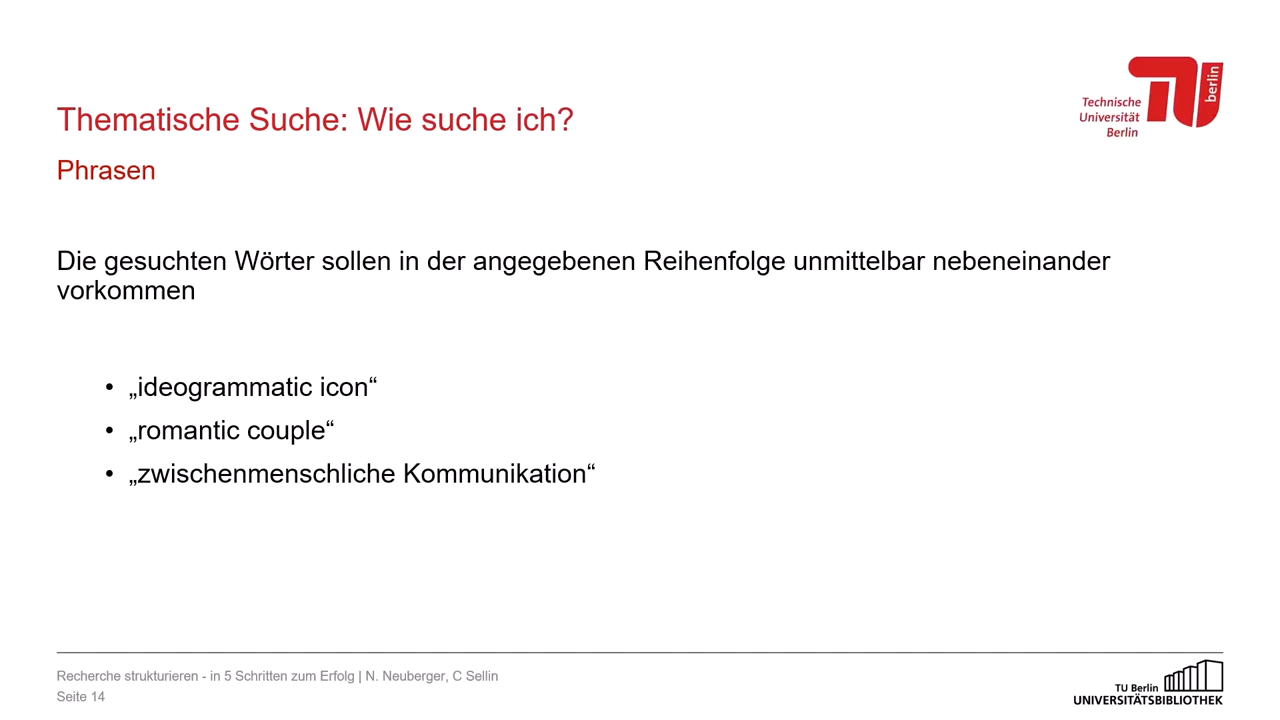 Technische
Universität
Berlin
berlin
Thematische Suche: Wie suche ich?
Phrasen
Die gesuchten Wörter sollen in der angegebenen Reihenfolge unmittelbar nebeneinander
vorkommen
• „ideogrammatic icon“
• „romantic couple“
• „zwischenmenschliche Kommunikation“
Recherche strukturieren - in 5 Schritten zum Erfolg | N. Neuberger, C Sellin
Seite 14
TU Berlin
UNIVERSITÄTSBIBLIOTHEK